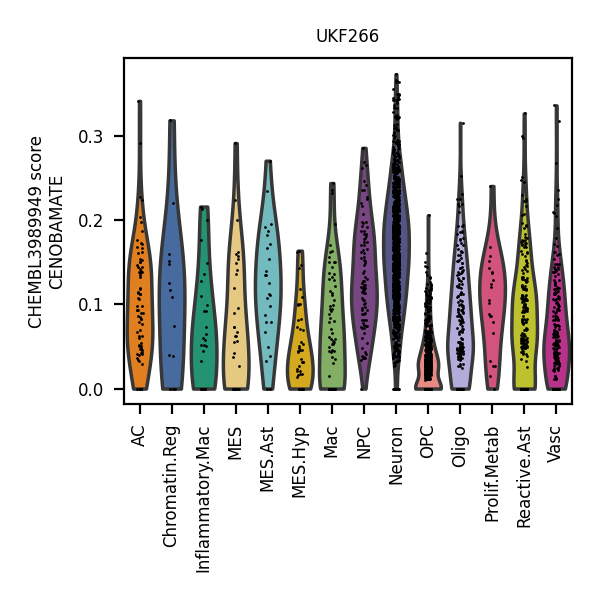 UKF266
CHEMBL3989949 score
CENOBAMATE
0.3
0.2
0.1
0.0
AC
Chromatin.Reg
Inflammatory.Mac
MES
MES.Ast
MES.Hyp
Mac
NPC
Neuron
OPC
Oligo
Prolif.Metab
Reactive.Ast
Vasc